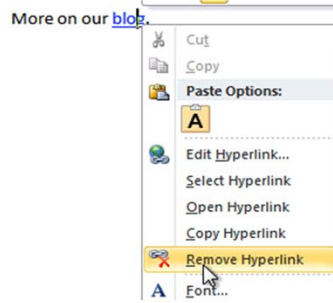 More on our blog.
Cut
Copy
Paste Options:
A
Edit Hyperlink...
Select Hyperlink
Open Hyperlink
Copy Hyperlink
Remove Hyperlink
A Font...